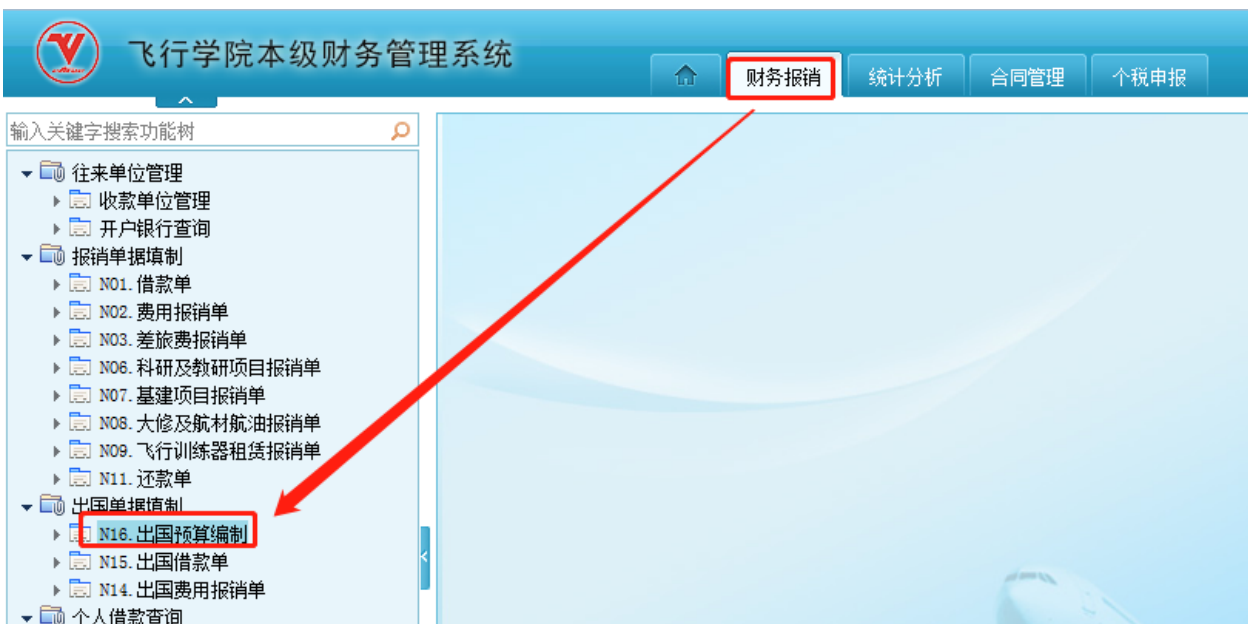 飞行学院本级财务管理系统
财务报销 统计分析 合同管理 个税申报
输入关键字搜索功能树
往来单位管理
收款单位管理
开户银行查询
报销单据填制
N01.借款单
N02.费用报销单
N03.差旅费报销单
N06.科研及教研项目报销单
N07.基建项目报销单
N08.大修及航材航油报销单
N09.飞行训练器租赁报销单
N11.还款单
出国单据填制
N16.出国预算编制
N15.出国借款单
N14.出国费用报销单
个人借款查询